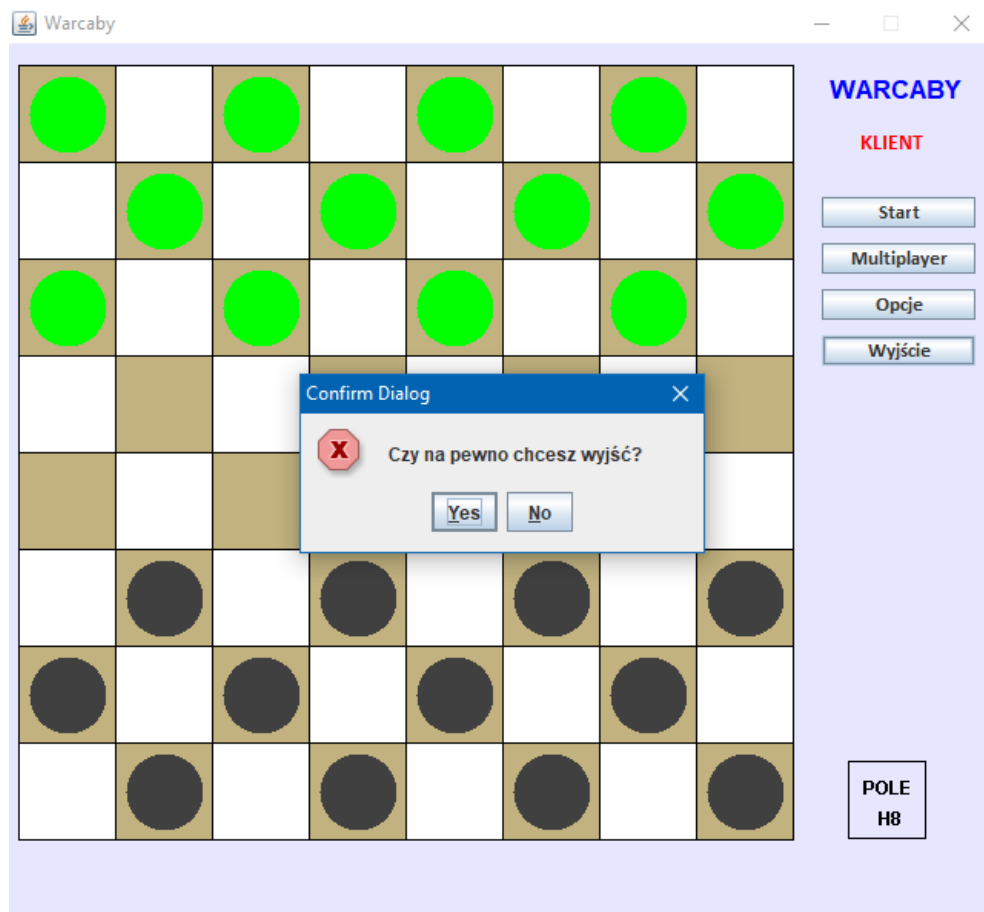 Warcaby
WARCABY
KLIENT
Start
Multiplayer
Opcje
Wyjście
Confirm Dialog
Czy na pewno chcesz wyjść?
Yes
No
POLE
H8